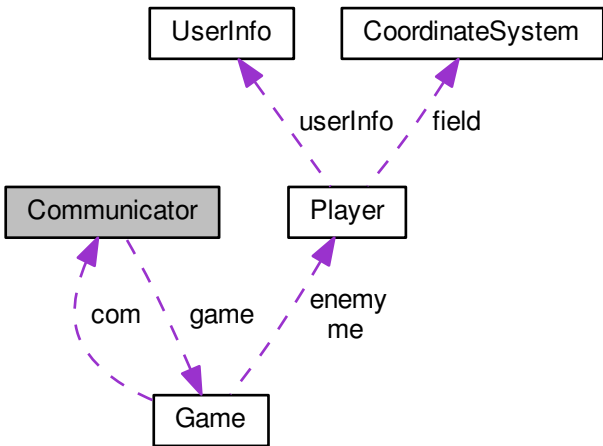 UserInfo
CoordinateSystem
userInfo
field
Communicator
Player
com
game
enemy
me
Game